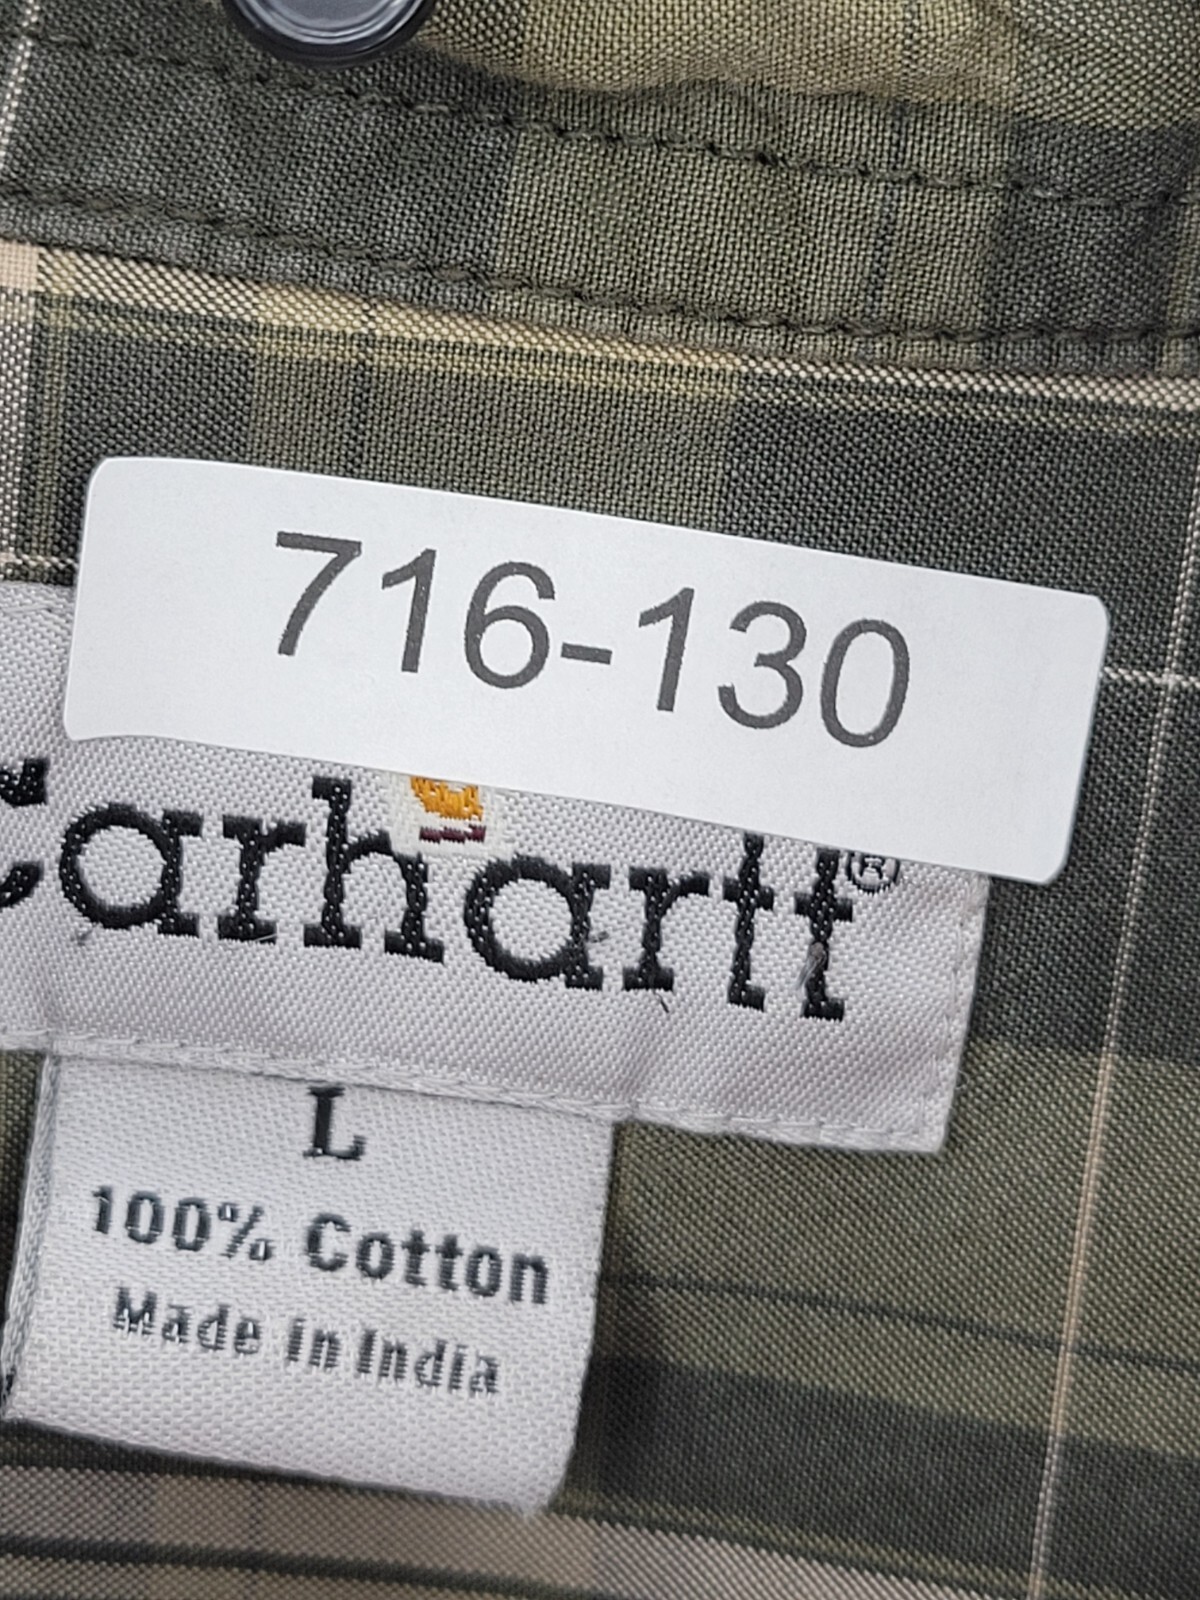 716-130
Carhartt®
L
100% Cotton
Made in India